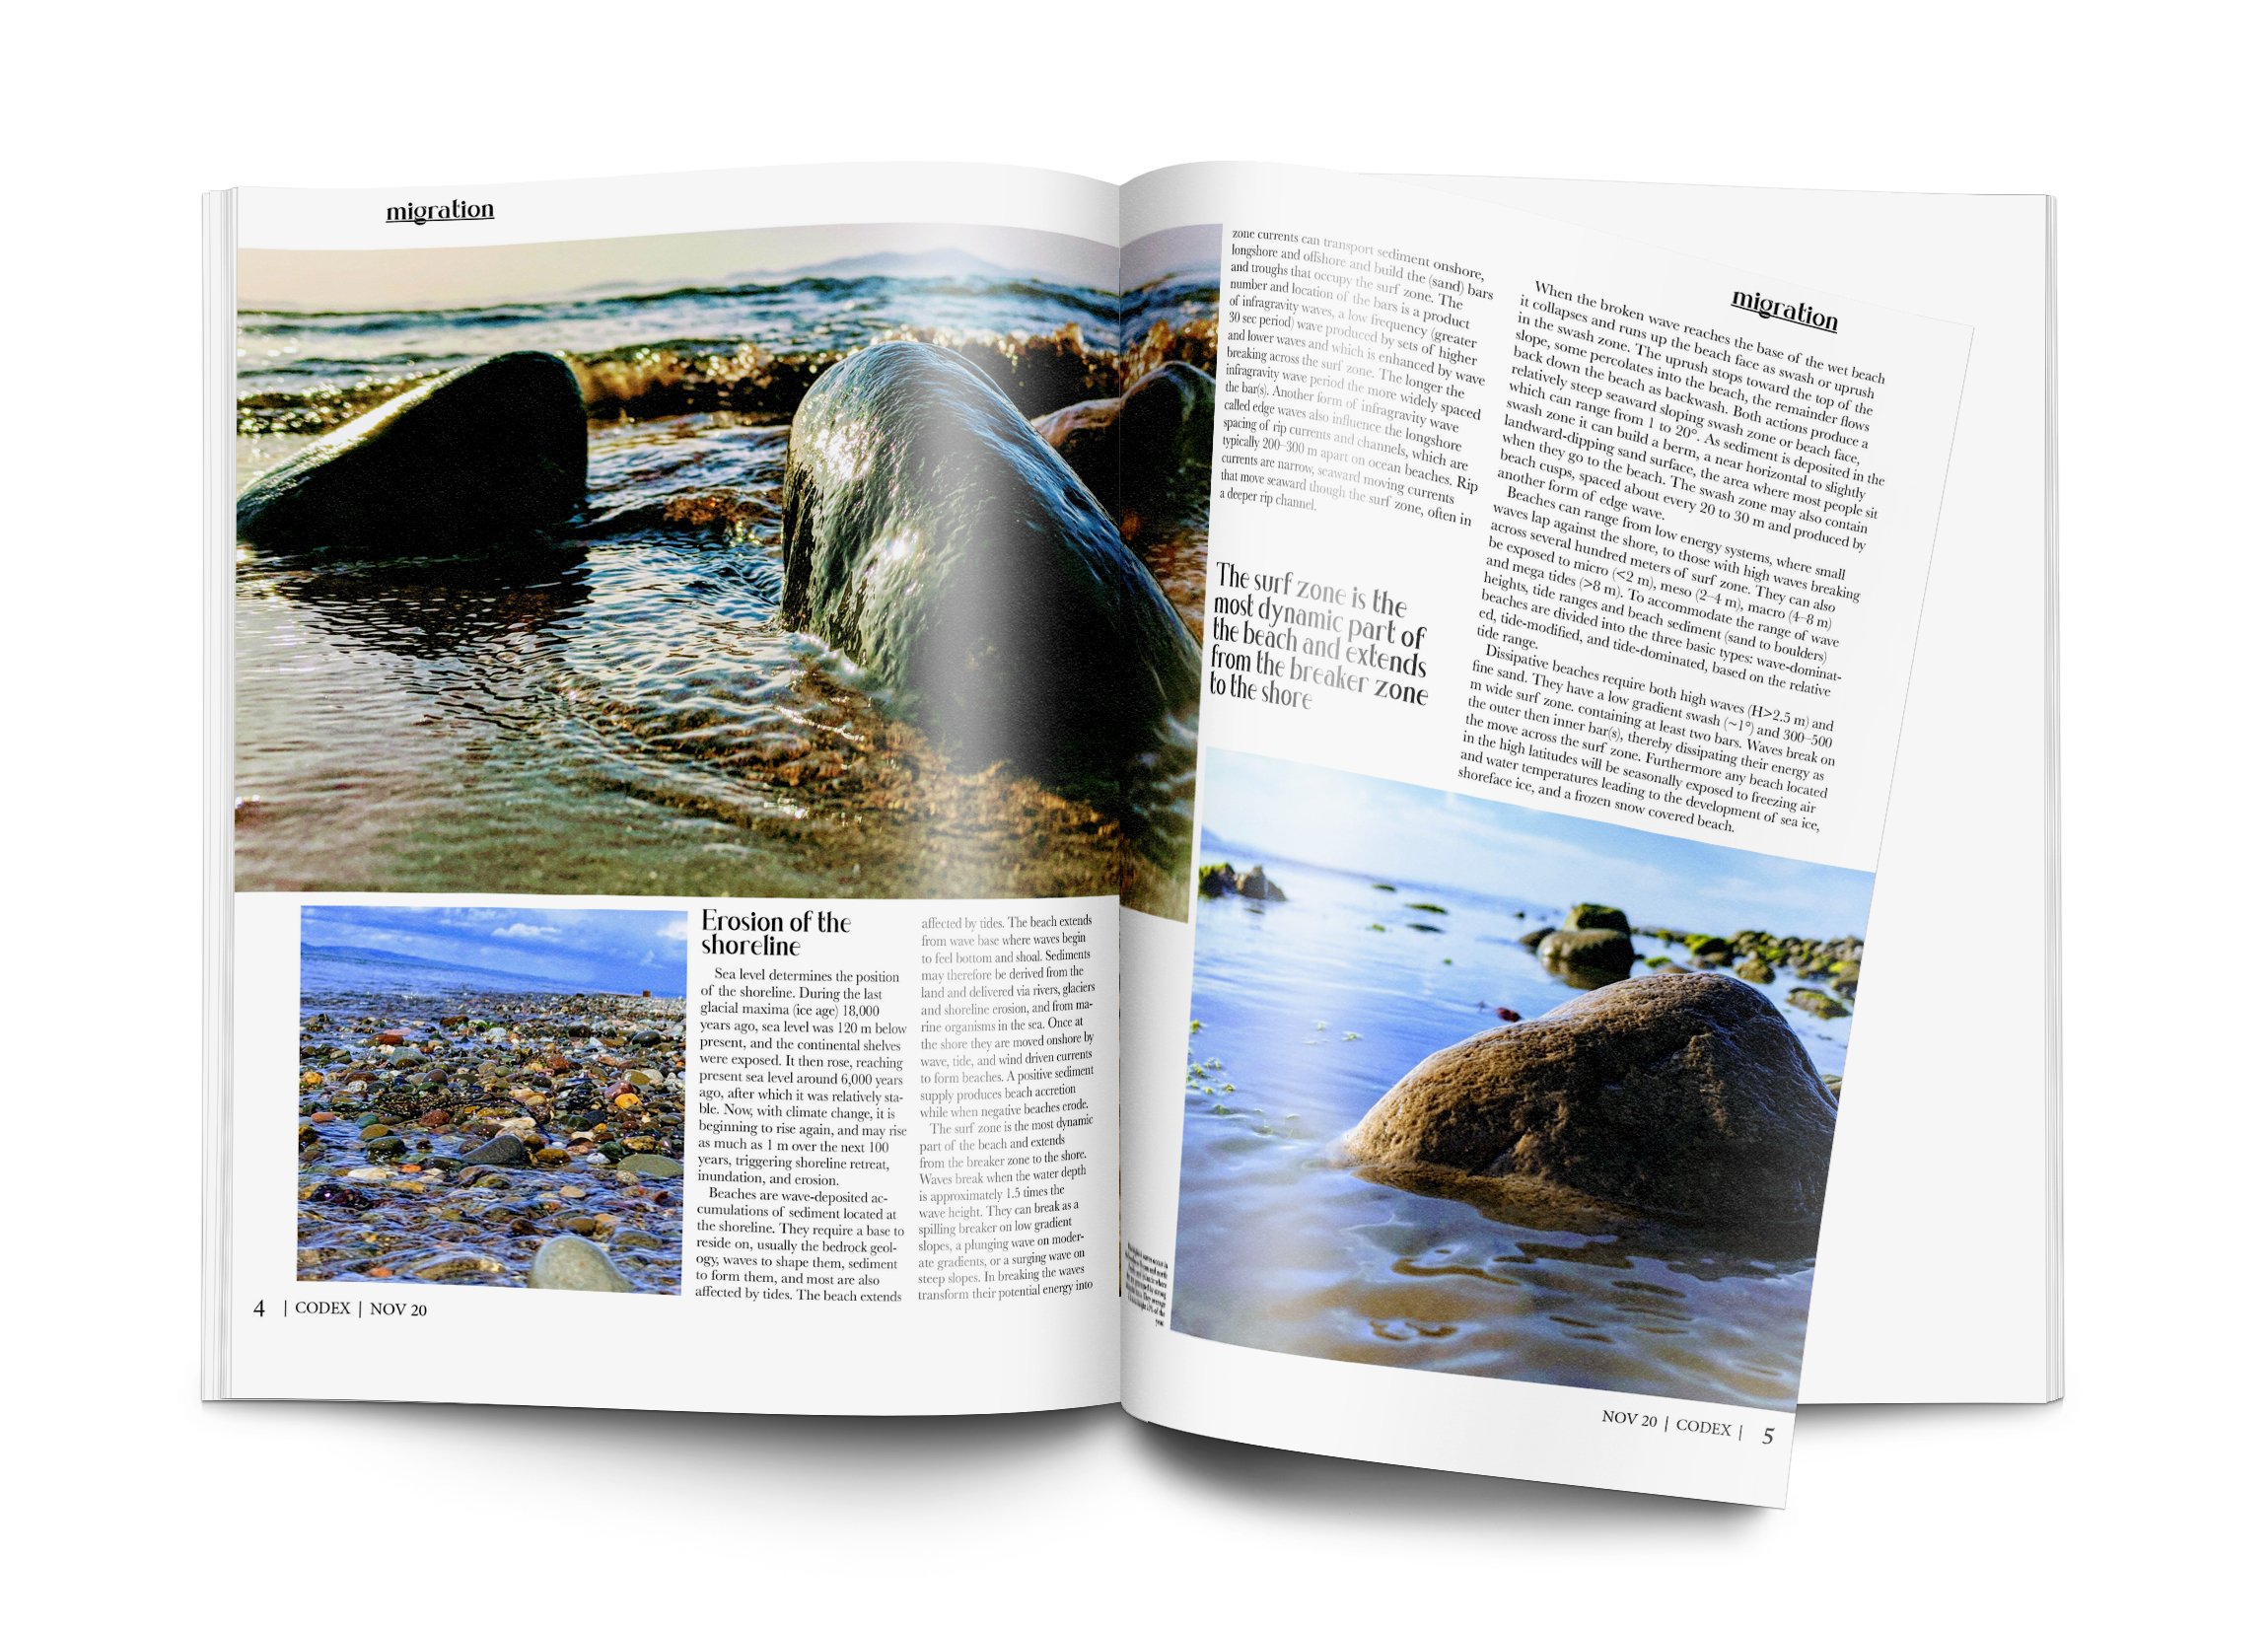 migration
Erosion of the
shoreline
Sea level determines the position
of the shoreline. During the last
glacial maxima (ice age) 18,000
years ago, sea level was 120 m below
present, and the continental shelves
were exposed. It then rose, reaching
present sea level around 6,000 years
ago, after which it was relatively sta-
ble. Now, with climate change, it is
beginning to rise again, and may rise
as much as 1 m over the next 100
years, triggering shoreline retreat,
inundation, and erosion.
Beaches are wave-deposited ac-
cumulations of sediment located at
the shoreline. They require a base to
reside on, usually the bedrock geol-
ogy, waves to shape them, sediment
to form them, and most are also
affected by tides. The beach extends
affected by tides. The beach extends
from wave base where waves begin
to feel bottom and shoal. Sediments
may therefore be derived from the
land and delivered via rivers, glaciers
and shoreline erosion, and from ma-
rine organisms in the sea. Once at
the shore they are moved onshore by
wave, tide, and wind driven currents
to form beaches. A positive sediment
supply produces beach accretion
while when negative beaches erode.
The surf zone is the most dynamic
part of the beach and extends
from the breaker zone to the shore.
Waves break when the water depth
is approximately 1.5 times the
wave height. They can break as a
spilling breaker on low gradient
slopes, a plunging wave on moder-
ate gradients, or a surging wave on
steep slopes. In breaking the waves
transform their potential energy into
4 | CODEX | NOV 20
zone currents can transport sediment onshore,
longshore and offshore and build the (sand) bars
and troughs that occupy the surf zone. The
number and location of the bars is a product
of infragravity waves, a low frequency (greater
30 sec period) wave produced by sets of higher
and lower waves and which is enhanced by wave
breaking across the surf zone. The longer the
infragravity wave period the more widely spaced
the bar(s). Another form of infragravity wave
called edge waves also influence the longshore
spacing of rip currents and channels, which are
typically 200–300 m apart on ocean beaches. Rip
currents are narrow, seaward moving currents
that move seaward though the surf zone, often in
a deeper rip channel.
The surf zone is the
most dynamic part of
the beach and extends
from the breaker zone
to the shore
migration
When the broken wave reaches the base of the wet beach
it collapses and runs up the beach face as swash or uprush
in the swash zone. The uprush stops toward the top of the
slope, some percolates into the beach, the remainder flows
back down the beach as backwash. Both actions produce a
relatively steep seaward sloping swash zone or beach face,
which can range from 1 to 20°. As sediment is deposited in the
swash zone it can build a berm, a near horizontal to slightly
landward-dipping sand surface, the area where most people sit
when they go to the beach. The swash zone may also contain
beach cusps, spaced about every 20 to 30 m and produced by
another form of edge wave.
Beaches can range from low energy systems, where small
waves lap against the shore, to those with high waves breaking
across several hundred meters of surf zone. They can also
be exposed to micro (<2 m), meso (2–4 m), macro (4–8 m)
and mega tides (>8 m). To accommodate the range of wave
heights, tide ranges and beach sediment (sand to boulders)
beaches are divided into the three basic types: wave-dominat-
ed, tide-modified, and tide-dominated, based on the relative
tide range.
Dissipative beaches require both high waves (H>2.5 m) and
fine sand. They have a low gradient swash (~1°) and 300–500
m wide surf zone. containing at least two bars. Waves break on
the outer then inner bar(s), thereby dissipating their energy as
the move across the surf zone. Furthermore any beach located
in the high latitudes will be seasonally exposed to freezing air
and water temperatures leading to the development of sea ice,
shoreface ice, and a frozen snow covered beach.
NOV 20 | CODEX | 5